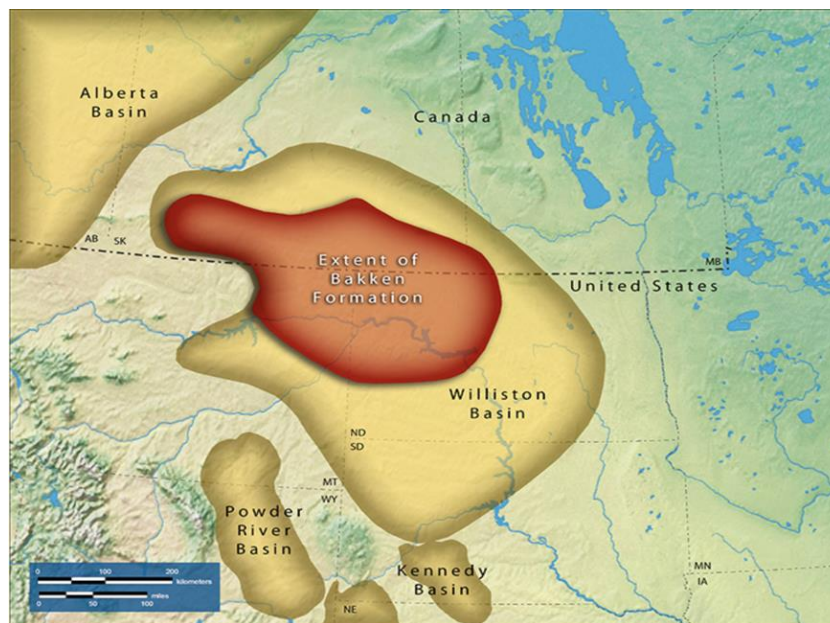 Alberta
Basin
Canada
AB
SK
Extent of
Bakken
Formation
MB
United States
Williston
Basin
ND
SD
MT
WY
Powder
River
Basin
Kennedy
Basin
MN
IA
NE
0 100 200
kilometers
0 50 100
miles